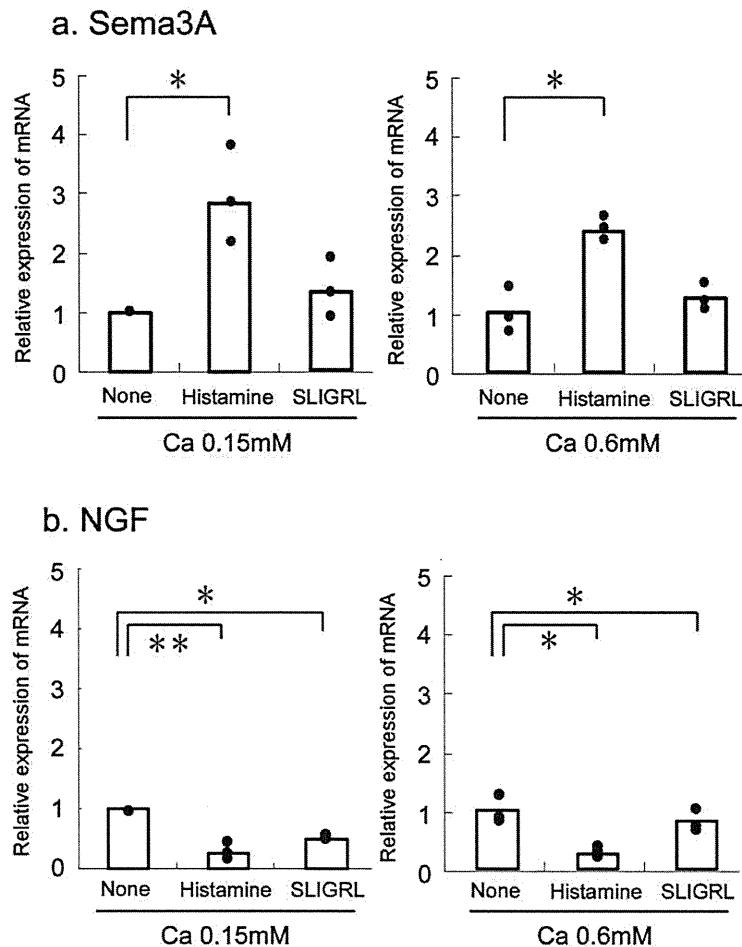 a. Sema3A
Relative expression of mRNA
5
4
3
2
1
0
*
None Histamine SLIGRL
Ca 0.15mM
Relative expression of mRNA
5
4
3
2
1
0
*
None Histamine SLIGRL
Ca 0.6mM
b. NGF
Relative expression of mRNA
5
4
3
2
1
0
*
**
None Histamine SLIGRL
Ca 0.15mM
Relative expression of mRNA
5
4
3
2
1
0
*
*
None Histamine SLIGRL
Ca 0.6mM